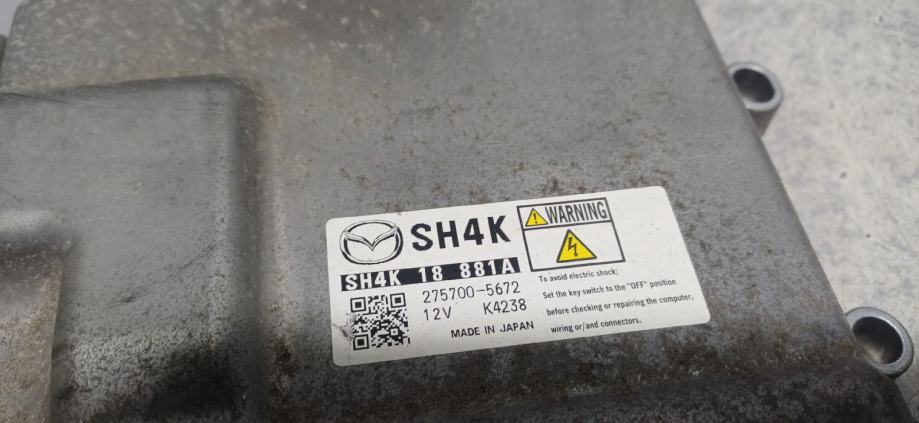 SH4K
WARNING
SH4K 18 881A
275700-5672
12V K4238
MADE IN JAPAN
To avoid electric shock;
Set the key switch to the "OFF" position
before checking or repairing the computer,
wiring or/and connectors.